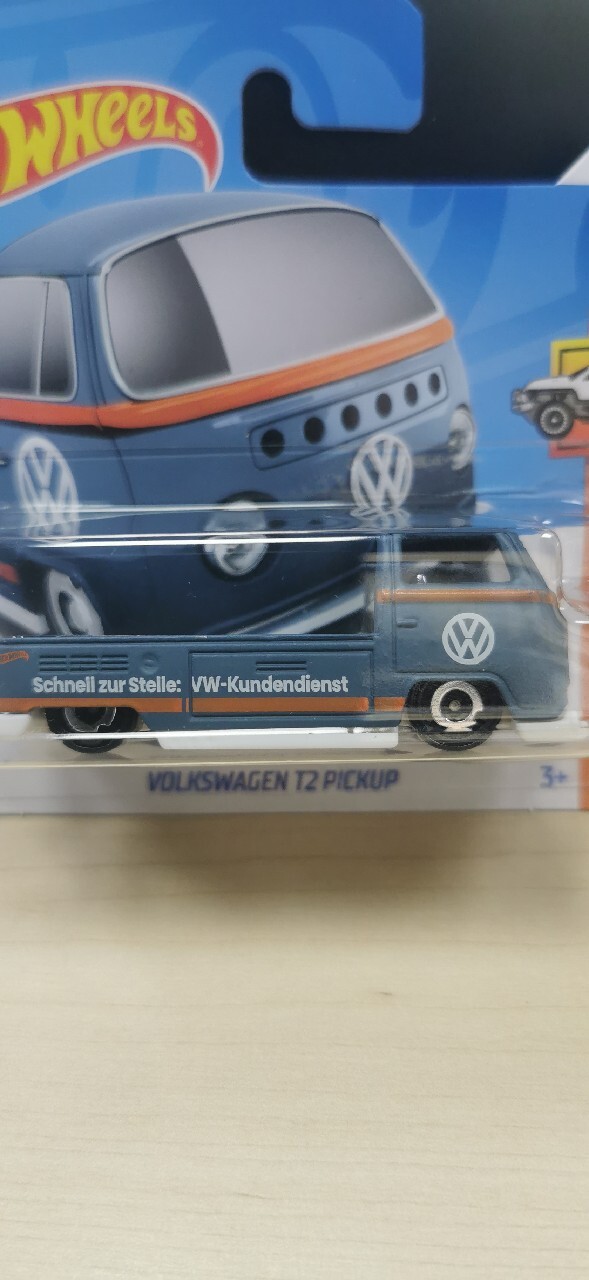 WHEELS
Schnell zur Stelle: VW-Kundendienst
VOLKSWAGEN T2 PICKUP
3+